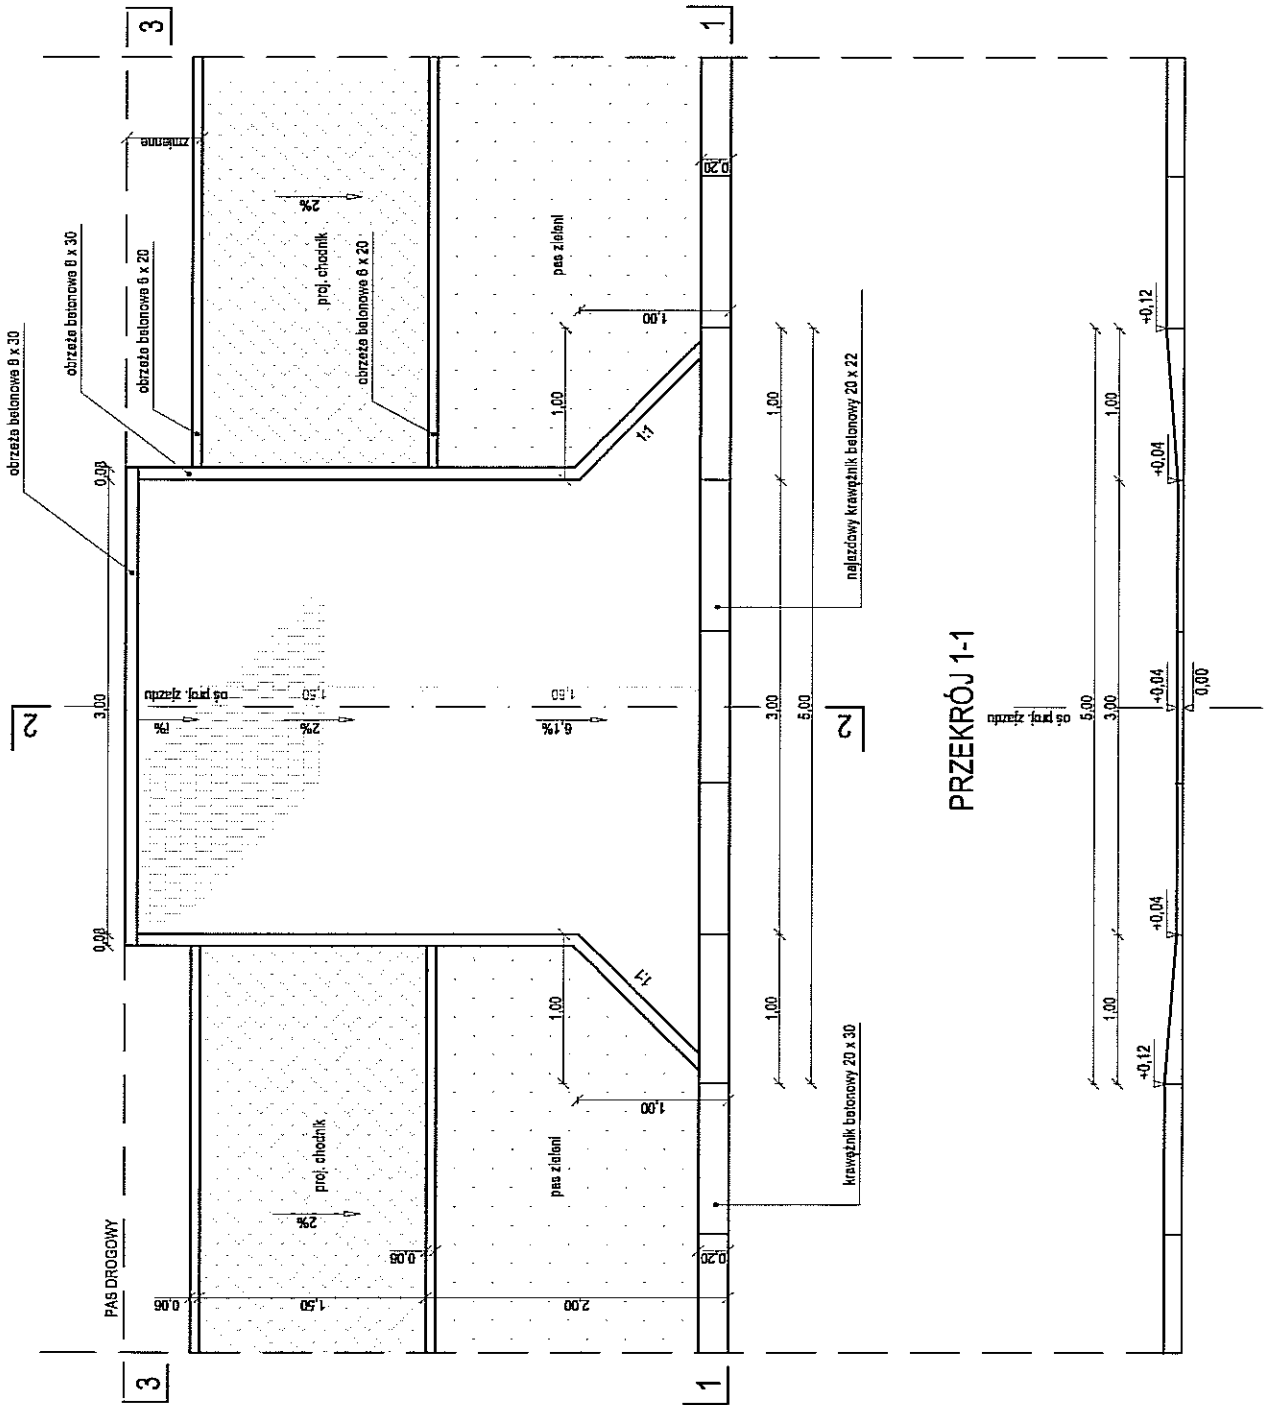 PAS DROGOWY
3
3
1
1
2
2
obrzeże betonowe 8 x 30
obrzeże betonowe 8 x 30
obrzeże betonowe 6 x 20
obrzeże betonowe 6 x 20
zmienne
0,08
3,00
0,08
proj. chodnik
2%
proj. chodnik
2%
pas zieleni
pas zieleni
oś proj. zjazdu
1,50
1,50
2%
6,1%
1:1
1:1
1,00
1,00
1,00
1,00
0,06
1,50
0,06
2,00
0,20
0,20
1,00
3,00
1,00
5,00
krawężnik betonowy 20 x 30
najazdowy krawężnik betonowy 20 x 22
PRZEKRÓJ 1-1
oś proj. zjazdu
5,00
1,00
3,00
1,00
+0,12
+0,04
+0,04
0,00
+0,04
+0,12